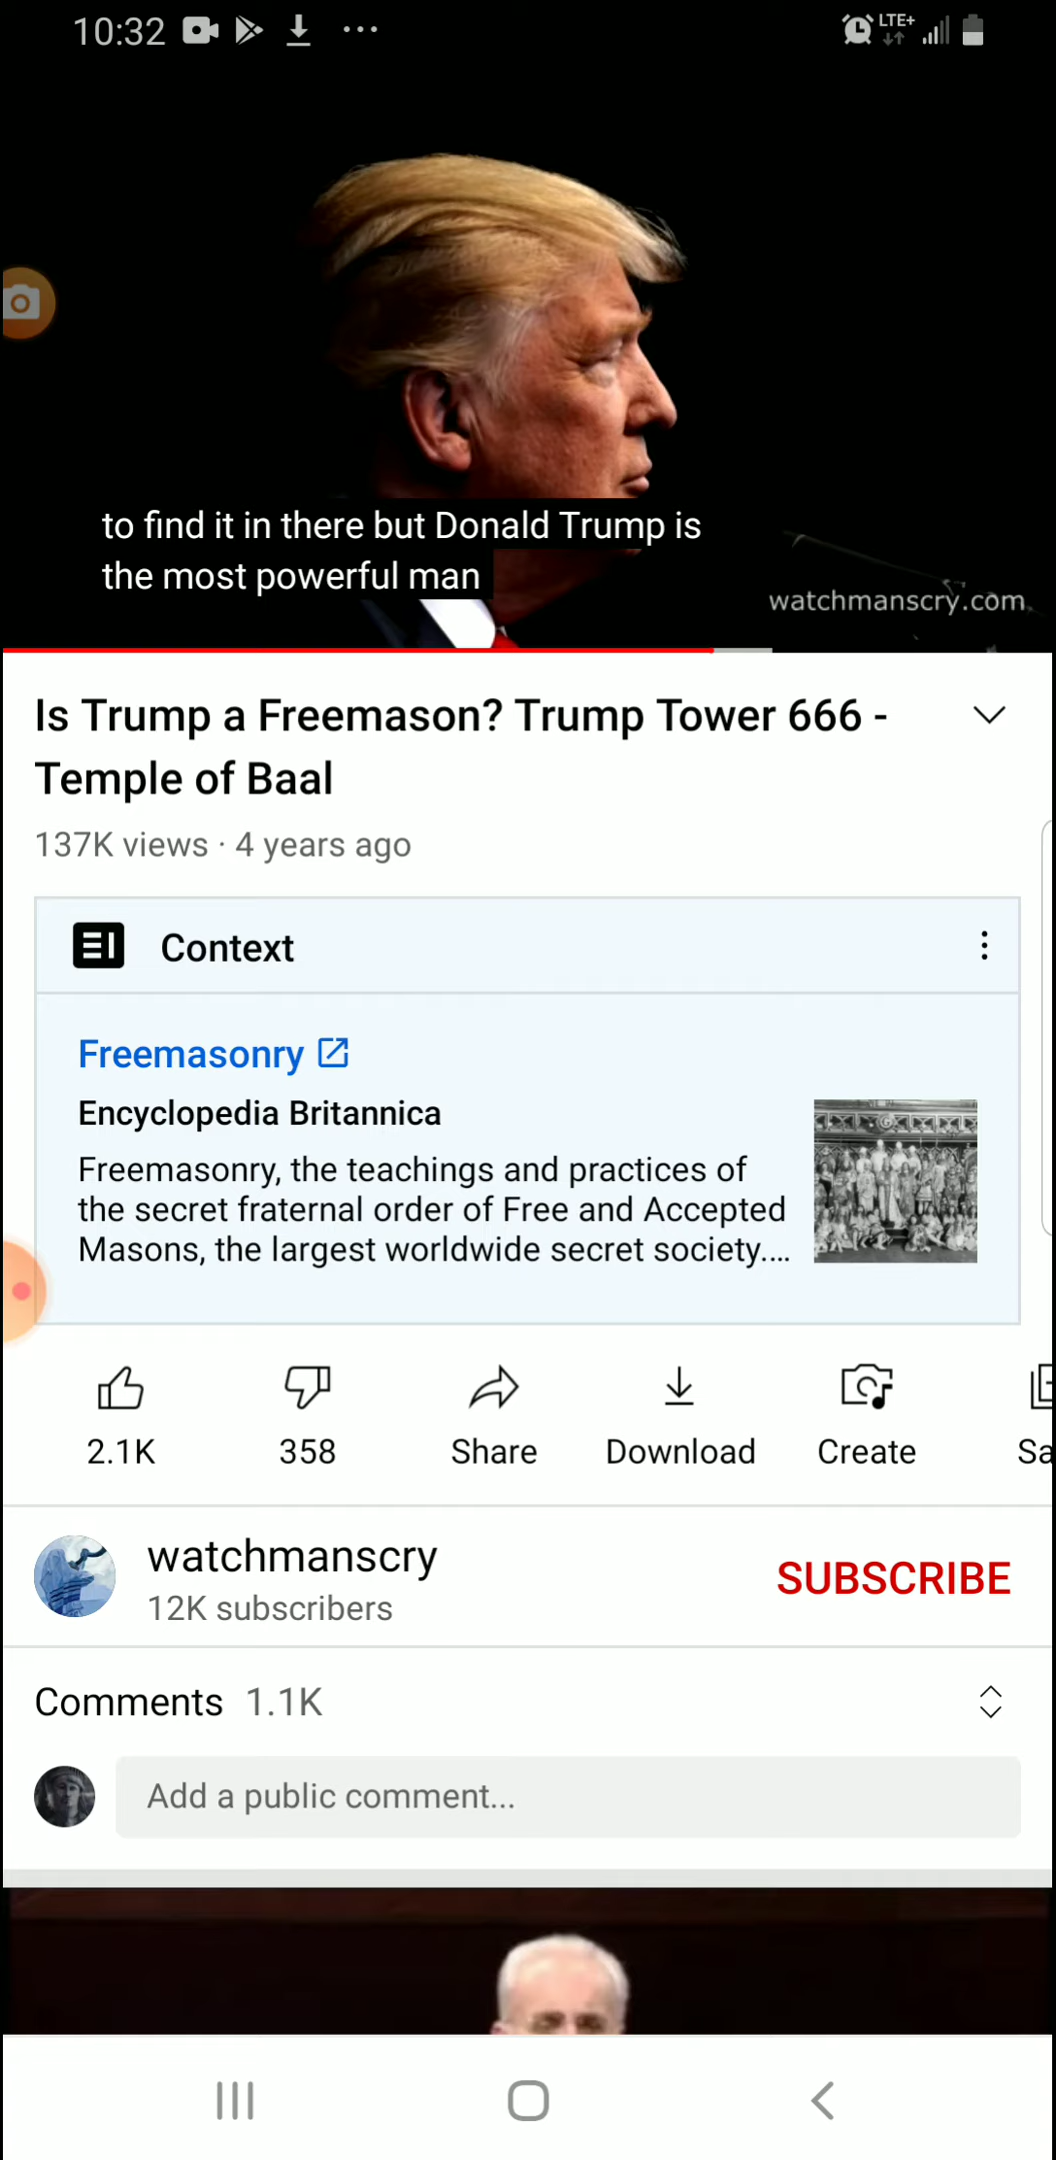 10:32
LTE+
to find it in there but Donald Trump is
the most powerful man
watchmanscry.com
Is Trump a Freemason? Trump Tower 666 -
Temple of Baal
137K views · 4 years ago
Context
Freemasonry
Encyclopedia Britannica
Freemasonry, the teachings and practices of
the secret fraternal order of Free and Accepted
Masons, the largest worldwide secret society....
2.1K
358
Share
Download
Create
Sa
watchmanscry
12K subscribers
SUBSCRIBE
Comments 1.1K
Add a public comment...